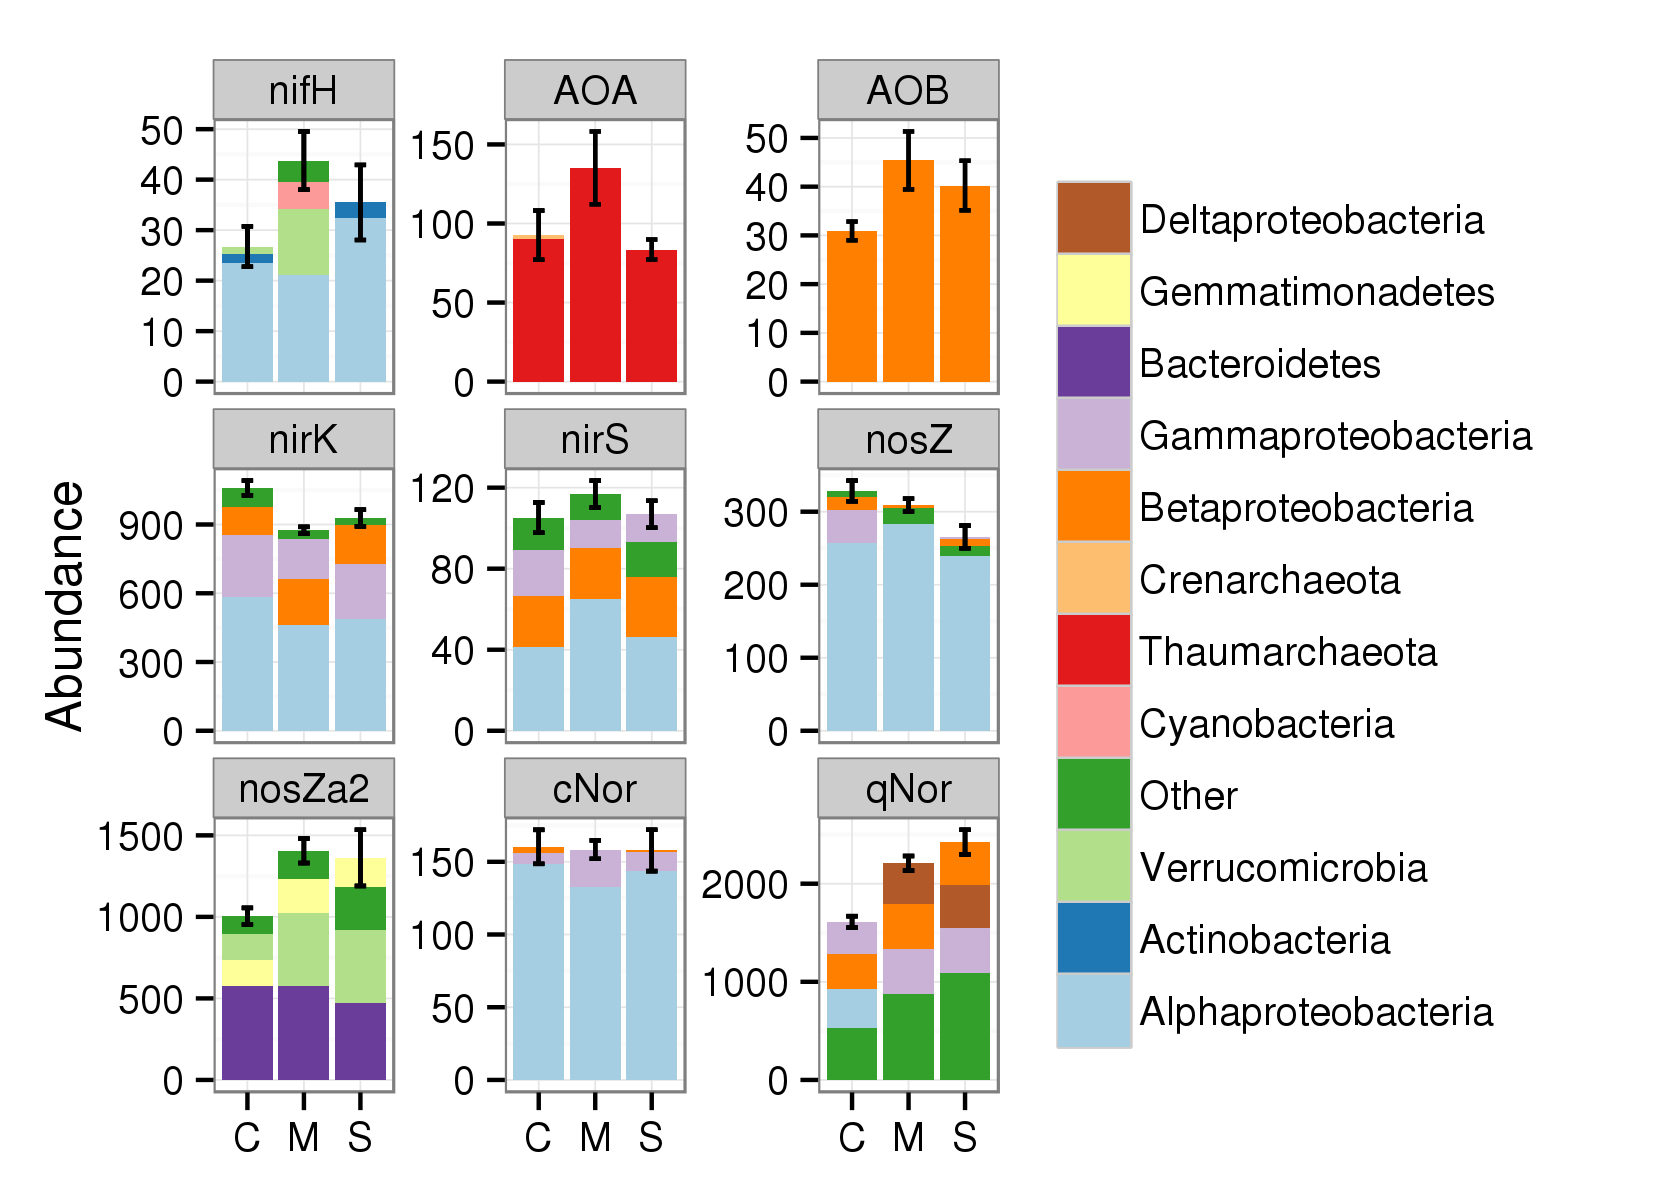 nifH
AOA
AOB
50
40
30
20
10
0
150
100
50
0
50
40
30
20
10
0
nirK
nirS
nosZ
900
600
300
0
120
80
40
0
300
200
100
0
nosZa2
cNor
qNor
1500
1000
500
0
150
100
50
0
2000
1000
0
C M S
C M S
C M S
Abundance
Deltaproteobacteria
Gemmatimonadetes
Bacteroidetes
Gammaproteobacteria
Betaproteobacteria
Crenarchaeota
Thaumarchaeota
Cyanobacteria
Other
Verrucomicrobia
Actinobacteria
Alphaproteobacteria